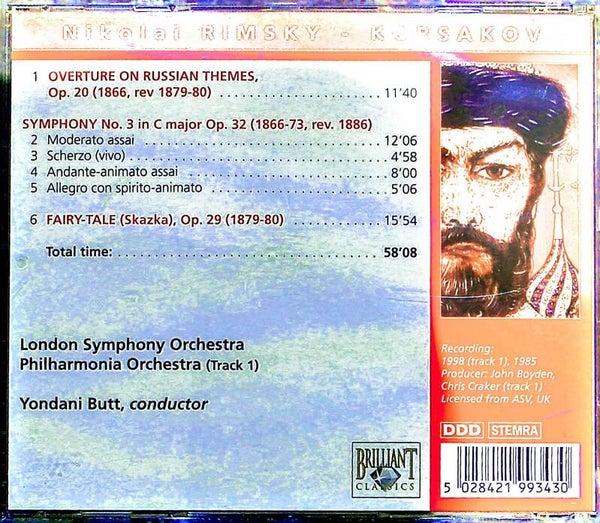 Nikolai RIMSKY - KORSAKOV
1 OVERTURE ON RUSSIAN THEMES,
Op. 20 (1866, rev 1879-80) 11'40
SYMPHONY No. 3 in C major Op. 32 (1866-73, rev. 1886)
2 Moderato assai 12'06
3 Scherzo (vivo) 4'58
4 Andante-animato assai 8'00
5 Allegro con spirito-animato 5'06
6 FAIRY-TALE (Skazka), Op. 29 (1879-80) 15'54
Total time: 58'08
London Symphony Orchestra
Philharmonia Orchestra (Track 1)
Yondani Butt, conductor
Recording:
1998 (track 1), 1985
Producer: John Boyden,
Chris Craker (track 1)
Licensed from ASV, UK
DDD STEMRA
BRILLIANT
CLASSICS
5 028421 993430